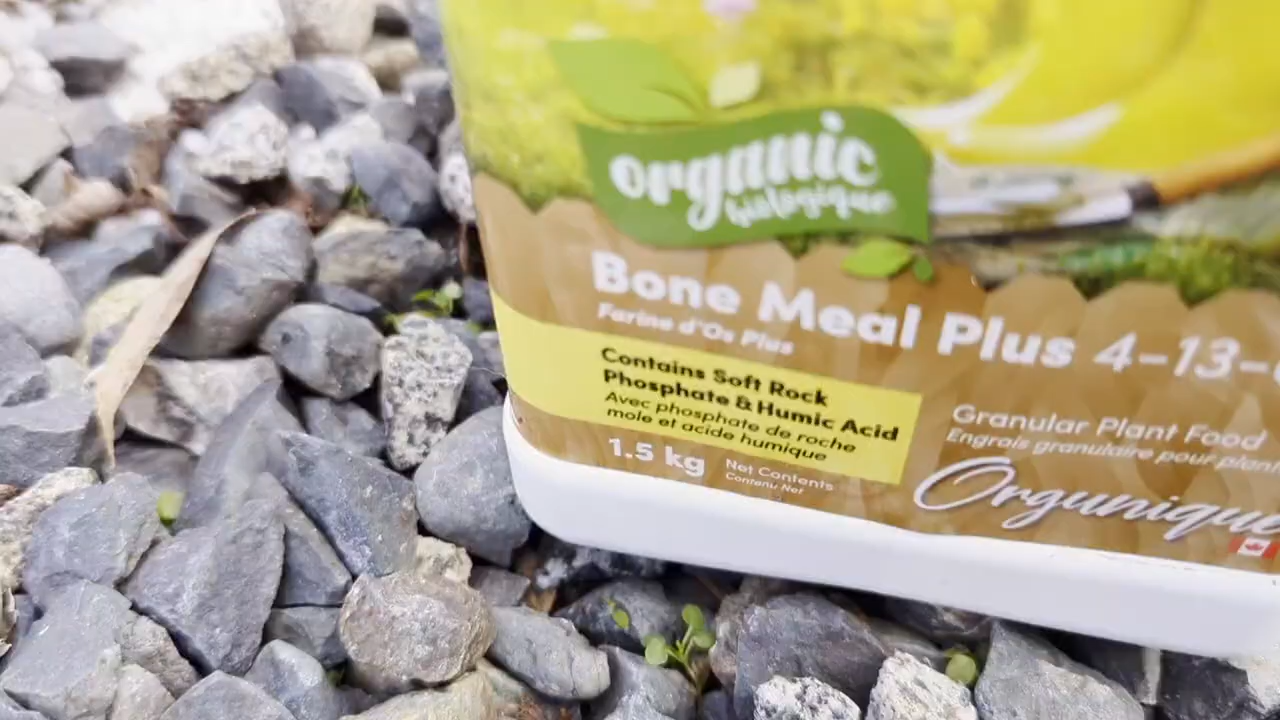 organic
biologique
Bone Meal Plus 4-13-
Farine d'Os Plus
Contains Soft Rock
Phosphate & Humic Acid
Avec phosphate de roche
mole et acide humique
1.5 kg
Net Contents
Contenu Net
Granular Plant Food
Engrais granulaire pour plant
Orgunique